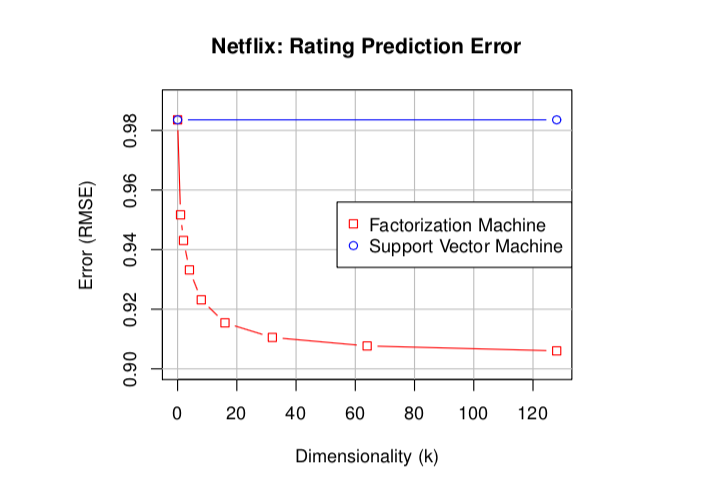 Netflix: Rating Prediction Error
Error (RMSE)
0.98
0.96
0.94
0.92
0.90
Factorization Machine
Support Vector Machine
0 20 40 60 80 100 120
Dimensionality (k)